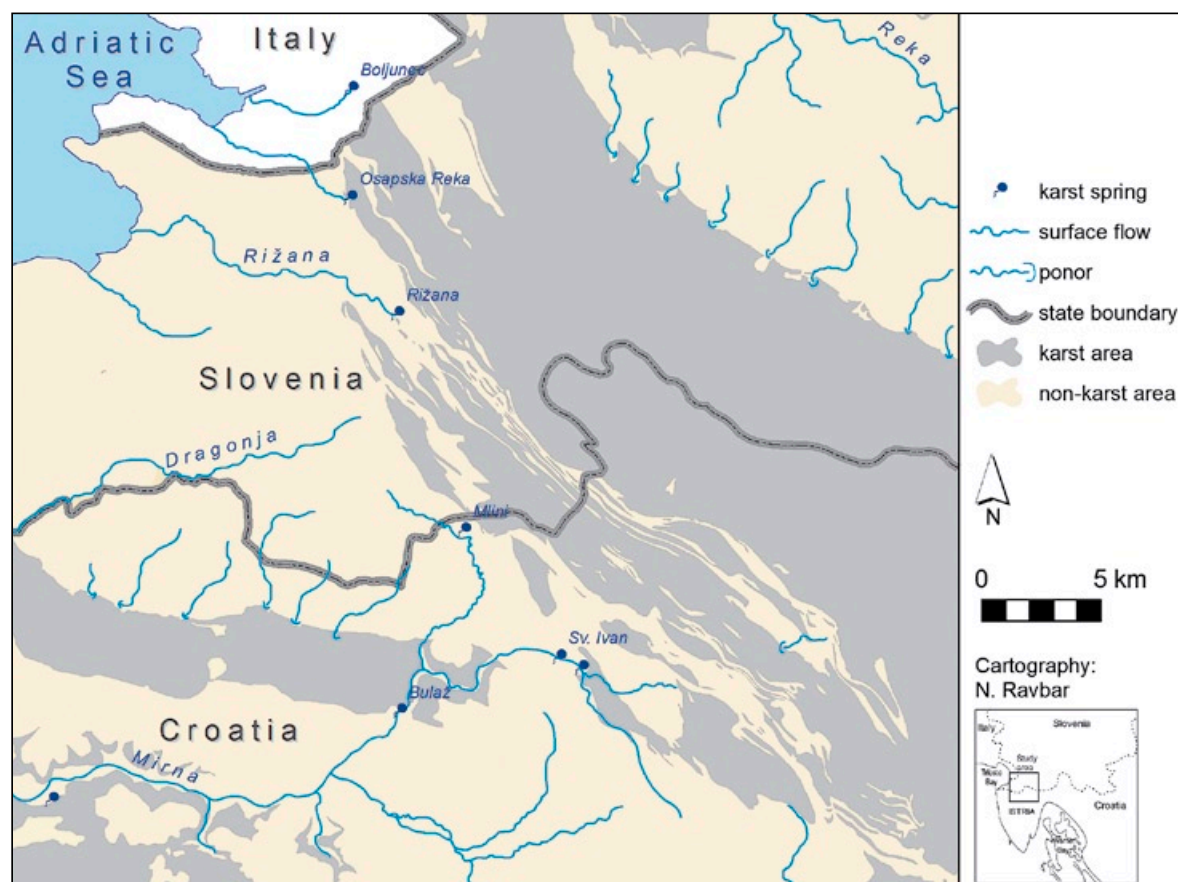 Adriatic
Sea
Italy
Boljunec
Reka
Osapska Reka
Rižana
Rižana
Slovenia
Dragonja
Mlini
Sv. Ivan
Bulaž
Croatia
Mirna
karst spring
surface flow
ponor
state boundary
karst area
non-karst area
N
0 5 km
Cartography:
N. Ravbar
Slovenia
Italy
Study
area
Bay
Croatia
ISTRIA